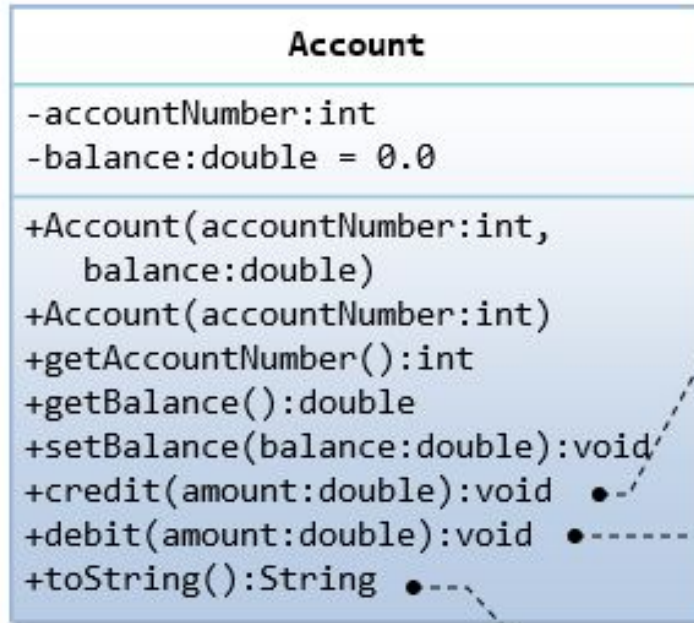 Account
-accountNumber:int
-balance:double = 0.0
+Account(accountNumber:int,
balance:double)
+Account(accountNumber:int)
+getAccountNumber():int
+getBalance():double
+setBalance(balance:double):void
+credit(amount:double):void
+debit(amount:double):void
+toString():String